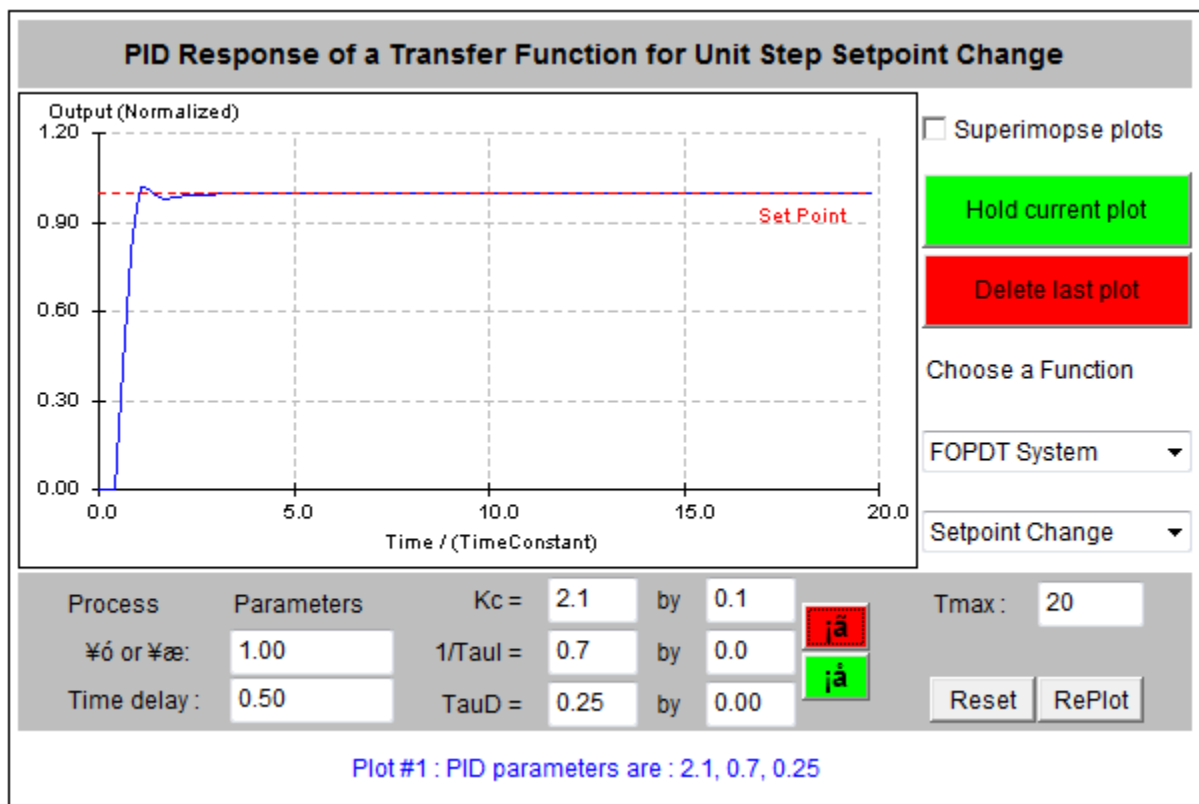 PID Response of a Transfer Function for Unit Step Setpoint Change
Output (Normalized)
1.20
0.90
0.60
0.30
0.00
Set Point
0.0 5.0 10.0 15.0 20.0
Time / (TimeConstant)
Superimopse plots
Hold current plot
Delete last plot
Choose a Function
FOPDT System
Setpoint Change
Process Parameters
¥ó or ¥æ: 1.00
Time delay : 0.50
Kc = 2.1 by 0.1
1/TauI = 0.7 by 0.0
TauD = 0.25 by 0.00
¡ã
¡å
Tmax : 20
Reset RePlot
Plot #1 : PID parameters are : 2.1, 0.7, 0.25